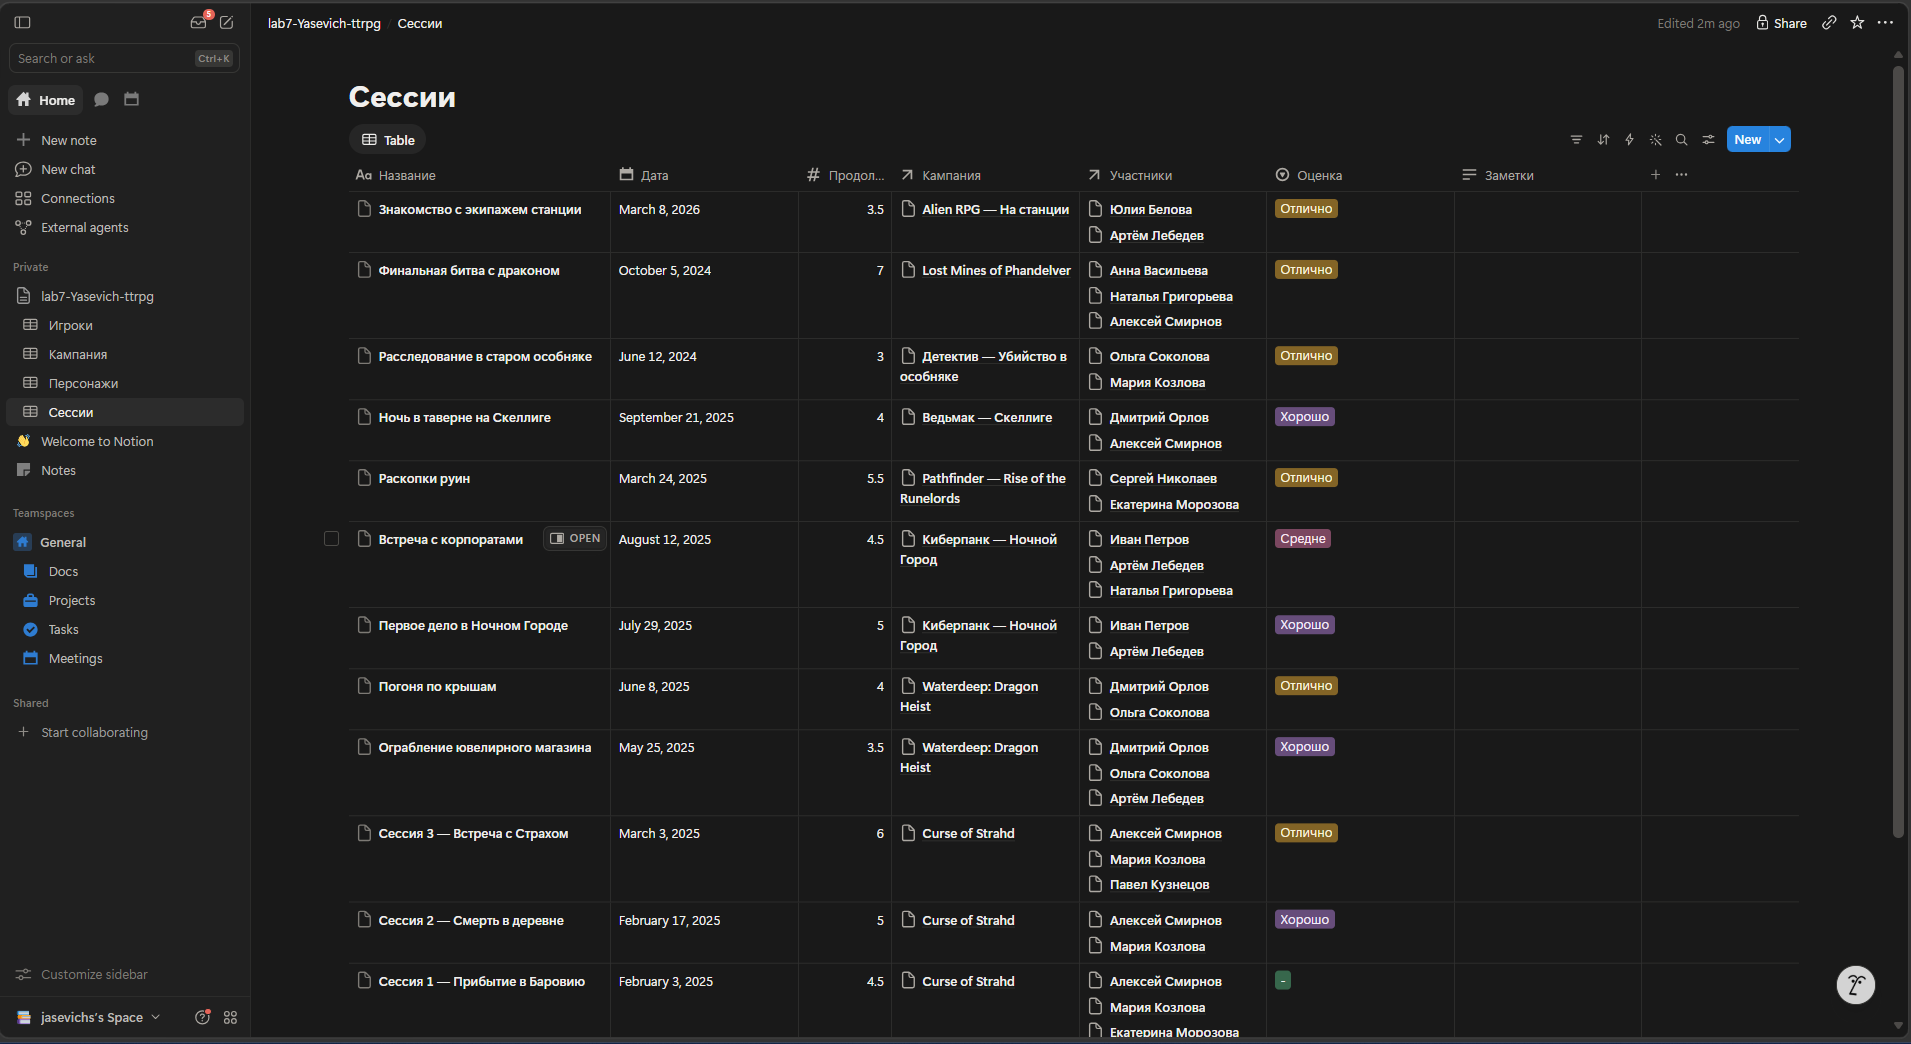 5
lab7-Yasevich-ttrpg / Сессии
Edited 2m ago
Share
Search or ask
Ctrl+K
Home
New note
New chat
Connections
External agents
Private
lab7-Yasevich-ttrpg
Игроки
Кампания
Персонажи
Сессии
Welcome to Notion
Notes
Teamspaces
General
Docs
Projects
Tasks
Meetings
Shared
Start collaborating
Customize sidebar
jasevichs's Space
Сессии
Table
New
Aa Название
Дата
# Продол...
Кампания
Участники
Оценка
Заметки
Знакомство с экипажем станции
March 8, 2026
3.5
Alien RPG — На станции
Юлия Белова
Артём Лебедев
Отлично
Финальная битва с драконом
October 5, 2024
7
Lost Mines of Phandelver
Анна Васильева
Наталья Григорьева
Алексей Смирнов
Отлично
Расследование в старом особняке
June 12, 2024
3
Детектив — Убийство в
особняке
Ольга Соколова
Мария Козлова
Отлично
Ночь в таверне на Скеллиге
September 21, 2025
4
Ведьмак — Скеллиге
Дмитрий Орлов
Алексей Смирнов
Хорошо
Раскопки руин
March 24, 2025
5.5
Pathfinder — Rise of the
Runelords
Сергей Николаев
Екатерина Морозова
Отлично
Встреча с корпоратами
OPEN
August 12, 2025
4.5
Киберпанк — Ночной
Город
Иван Петров
Артём Лебедев
Наталья Григорьева
Средне
Первое дело в Ночном Городе
July 29, 2025
5
Киберпанк — Ночной
Город
Иван Петров
Артём Лебедев
Хорошо
Погоня по крышам
June 8, 2025
4
Waterdeep: Dragon
Heist
Дмитрий Орлов
Ольга Соколова
Отлично
Ограбление ювелирного магазина
May 25, 2025
3.5
Waterdeep: Dragon
Heist
Дмитрий Орлов
Ольга Соколова
Артём Лебедев
Хорошо
Сессия 3 — Встреча с Страхом
March 3, 2025
6
Curse of Strahd
Алексей Смирнов
Мария Козлова
Павел Кузнецов
Отлично
Сессия 2 — Смерть в деревне
February 17, 2025
5
Curse of Strahd
Алексей Смирнов
Мария Козлова
Хорошо
Сессия 1 — Прибытие в Баровию
February 3, 2025
4.5
Curse of Strahd
Алексей Смирнов
Мария Козлова
Екатерина Морозова
-